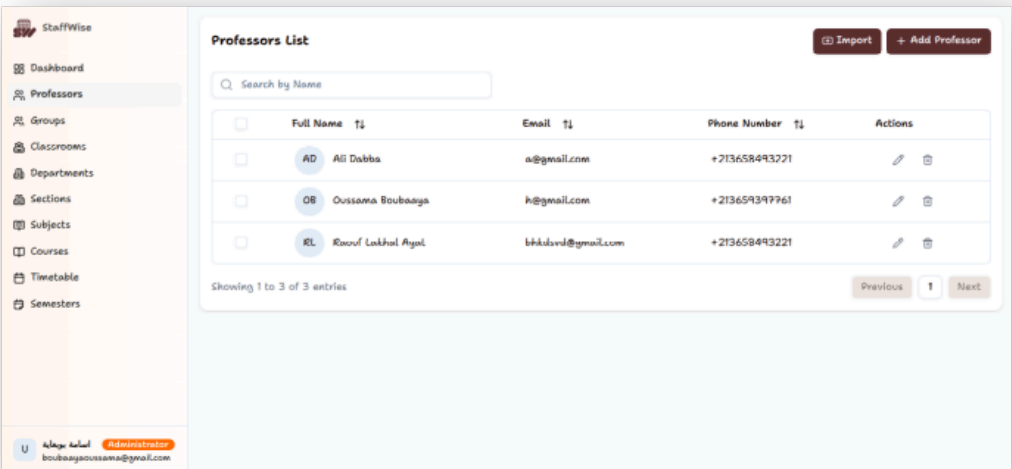 SW StaffWise
Dashboard
Professors
Groups
Classrooms
Departments
Sections
Subjects
Courses
Timetable
Semesters
U اسامة بوبعاية Administrator
boubaayaoussama@gmail.com
Professors List
Import + Add Professor
Search by Name
Full Name Email Phone Number Actions
AD Ali Dabba a@gmail.com +213658493221
OB Oussama Boubaaya h@gmail.com +213659397761
RL Raouf Lakhal Ayat +213658493221
Showing 1 to 3 of 3 entries
Previous 1 Next